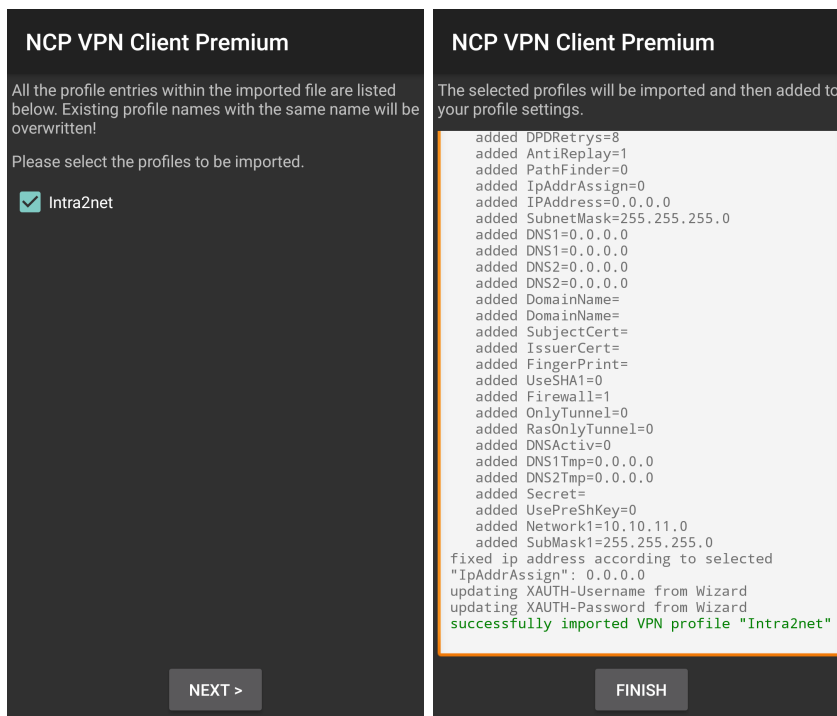 NCP VPN Client Premium
All the profile entries within the imported file are listed
below. Existing profile names with the same name will be
overwritten!
Please select the profiles to be imported.
Intra2net
NEXT >
NCP VPN Client Premium
The selected profiles will be imported and then added to
your profile settings.
added DPDRetrys=8
added AntiReplay=1
added PathFinder=0
added IpAddrAssign=0
added IPAddress=0.0.0.0
added SubnetMask=255.255.255.0
added DNS1=0.0.0.0
added DNS1=0.0.0.0
added DNS2=0.0.0.0
added DNS2=0.0.0.0
added DomainName=
added DomainName=
added SubjectCert=
added IssuerCert=
added FingerPrint=
added UseSHA1=0
added Firewall=1
added OnlyTunnel=0
added RasOnlyTunnel=0
added DNSActiv=0
added DNS1Tmp=0.0.0.0
added DNS2Tmp=0.0.0.0
added Secret=
added UsePreShKey=0
added Network1=10.10.11.0
added SubMask1=255.255.255.0
fixed ip address according to selected
"IpAddrAssign": 0.0.0.0
updating XAUTH-Username from Wizard
updating XAUTH-Password from Wizard
successfully imported VPN profile "Intra2net"
FINISH